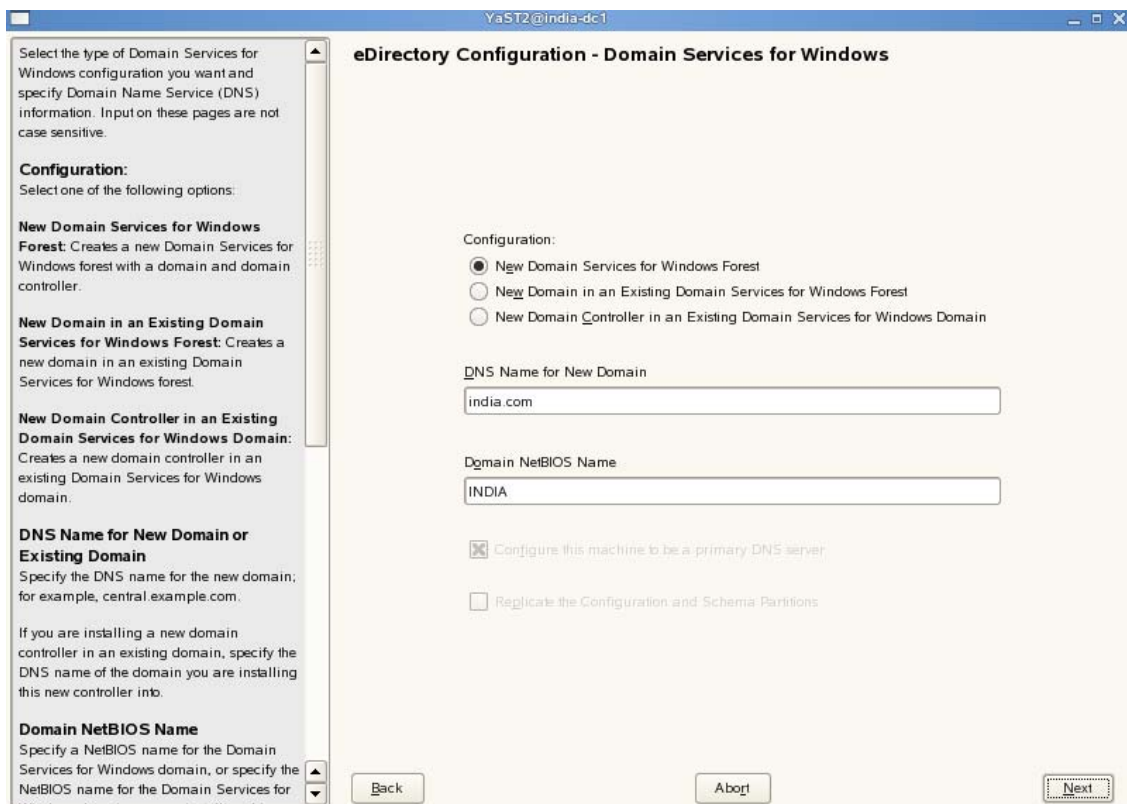 YaST2@india-dc1
Select the type of Domain Services for
Windows configuration you want and
specify Domain Name Service (DNS)
information. Input on these pages are not
case sensitive.
Configuration:
Select one of the following options:
New Domain Services for Windows
Forest: Creates a new Domain Services for
Windows forest with a domain and domain
controller.
New Domain in an Existing Domain
Services for Windows Forest: Creates a
new domain in an existing Domain
Services for Windows forest.
New Domain Controller in an Existing
Domain Services for Windows Domain:
Creates a new domain controller in an
existing Domain Services for Windows
domain.
DNS Name for New Domain or
Existing Domain
Specify the DNS name for the new domain;
for example, central.example.com.
If you are installing a new domain
controller in an existing domain, specify the
DNS name of the domain you are installing
this new controller into.
Domain NetBIOS Name
Specify a NetBIOS name for the Domain
Services for Windows domain, or specify the
NetBIOS name for the Domain Services for
eDirectory Configuration - Domain Services for Windows
Configuration:
New Domain Services for Windows Forest
New Domain in an Existing Domain Services for Windows Forest
New Domain Controller in an Existing Domain Services for Windows Domain
DNS Name for New Domain
india.com
Domain NetBIOS Name
INDIA
Configure this machine to be a primary DNS server
Replicate the Configuration and Schema Partitions
Back
Abort
Next